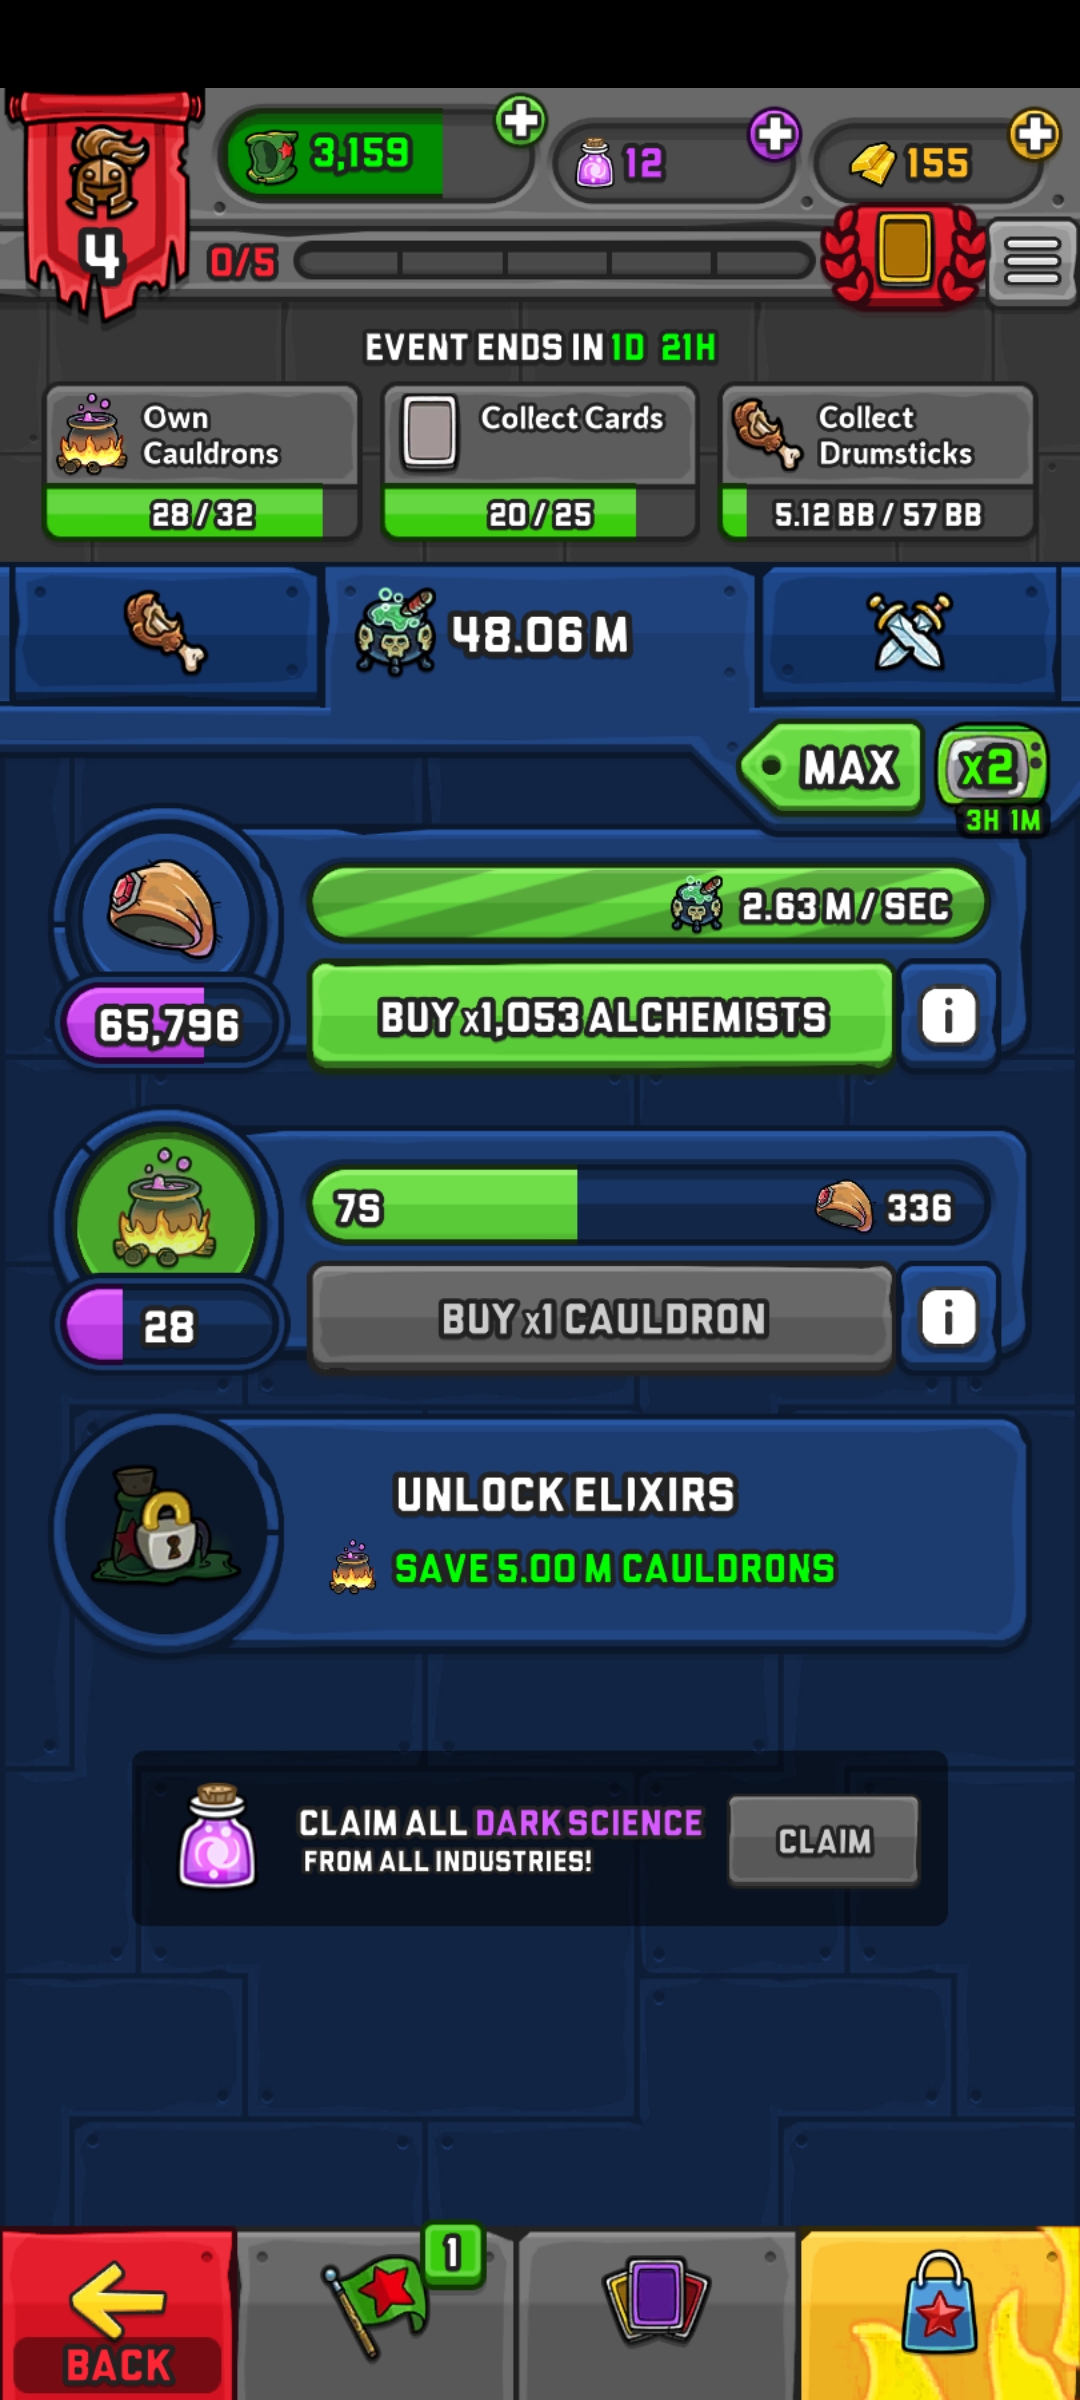 3,159
12
155
4
0/5
EVENT ENDS IN 1D 21H
Own
Cauldrons
28/32
Collect Cards
20/25
Collect
Drumsticks
5.12 BB / 57 BB
48.06 M
MAX
x2
3H 1M
2.63 M / SEC
65,796
BUY x1,053 ALCHEMISTS
i
7S
336
28
BUY x1 CAULDRON
i
UNLOCK ELIXIRS
SAVE 5.00 M CAULDRONS
CLAIM ALL DARK SCIENCE
FROM ALL INDUSTRIES!
CLAIM
1
BACK